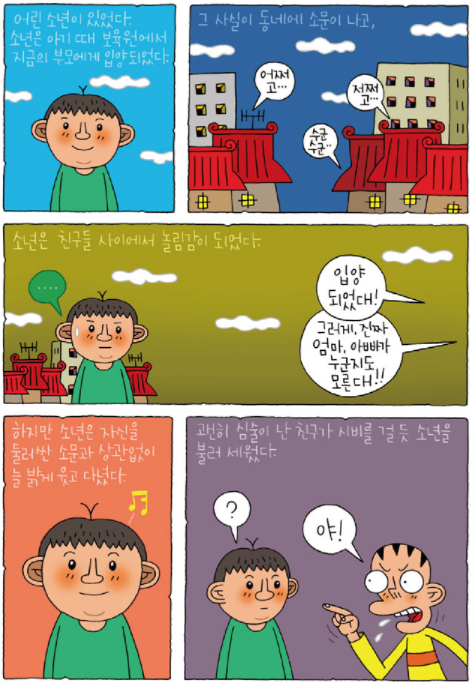 어린 소년이 있었다.
소년은 아기 때 보육원에서
지금의 부모에게 입양 되었다.
그 사실이 동네에 소문이 나고,
어쩌
고…
저쩌
고…
수군
수군…
소년은 친구들 사이에서 놀림감이 되었다.
....
입양
되었대!
그러게, 진짜
엄마, 아빠가
누군지도
모른대!!
하지만 소년은 자신을
둘러싼 소문과 상관없이
늘 밝게 웃고 다녔다.
괜히 심술이 난 친구가 시비를 걸 듯 소년을
불러 세웠다.
?
야!